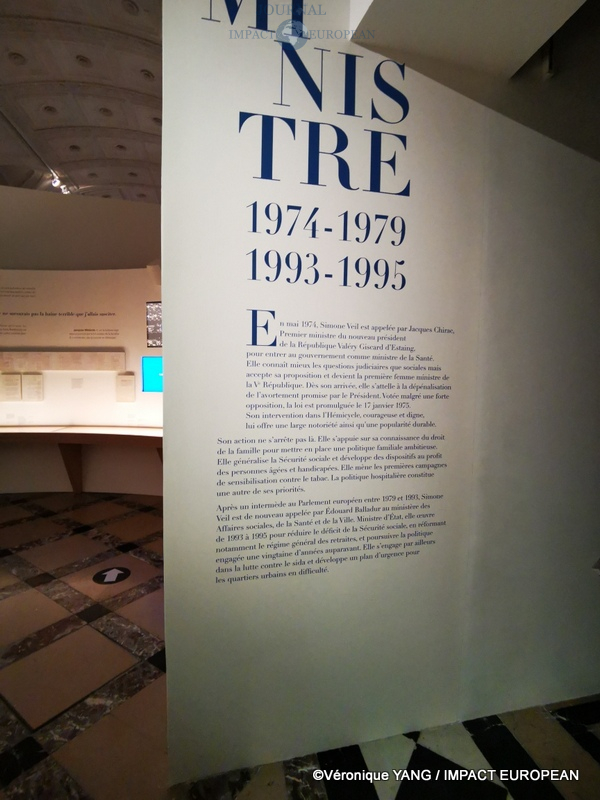 JOURNAL
IMPACT EUROPEAN
MI
NIS
TRE
1974-1979
1993-1995
En mai 1974, Simone Veil est appelée par Jacques Chirac,
Premier ministre du nouveau président
de la République Valéry Giscard d'Estaing,
pour entrer au gouvernement comme ministre de la Santé.
Elle connaît mieux les questions judiciaires que sociales mais
accepte sa proposition et devient la première femme ministre de
la Ve République. Dès son arrivée, elle s'attelle à la dépénalisation
de l'avortement promise par le Président. Votée malgré une forte
opposition, la loi est promulguée le 17 janvier 1975.
Son intervention dans l'Hémicycle, courageuse et digne,
lui offre une large notoriété ainsi qu'une popularité durable.
Son action ne s'arrête pas là. Elle s'appuie sur sa connaissance du droit
de la famille pour mettre en place une politique familiale ambitieuse.
Elle généralise la Sécurité sociale et développe des dispositifs au profit
des personnes âgées et handicapées. Elle mène les premières campagnes
de sensibilisation contre le tabac. La politique hospitalière constitue
une autre de ses priorités.
Après un intermède au Parlement européen entre 1979 et 1993, Simone
Veil est de nouveau appelée par Édouard Balladur au ministère des
Affaires sociales, de la Santé et de la Ville. Ministre d'État, elle œuvre
de 1993 à 1995 pour réduire le déficit de la Sécurité sociale, en réformant
notamment le régime général des retraites, et poursuivre la politique
engagée une vingtaine d'années auparavant. Elle s'engage par ailleurs
dans la lutte contre le sida et développe un plan d'urgence pour
les quartiers urbains en difficulté.
©Véronique YANG / IMPACT EUROPEEN